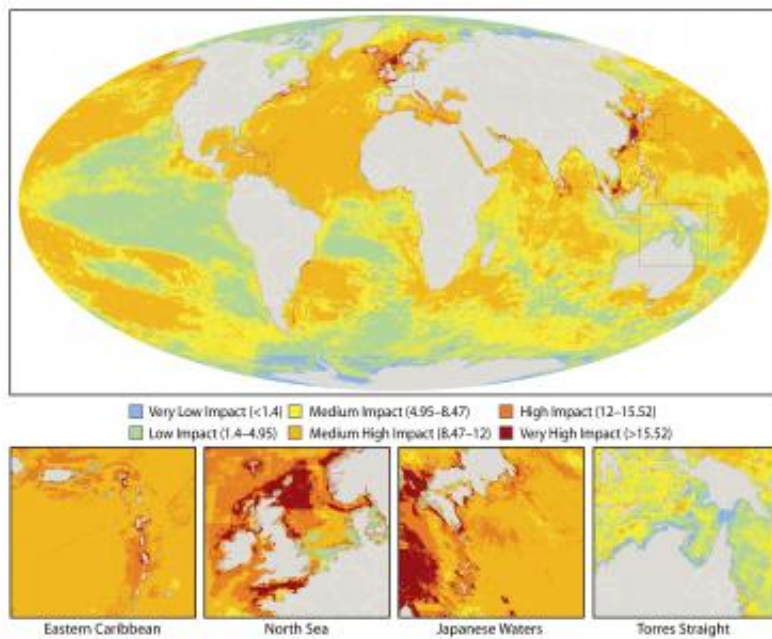 Very Low Impact (<1.4) Medium Impact (4.95–8.47) High Impact (12–15.52)
Low Impact (1.4–4.95) Medium High Impact (8.47–12) Very High Impact (>15.52)
Eastern Caribbean North Sea Japanese Waters Torres Straight